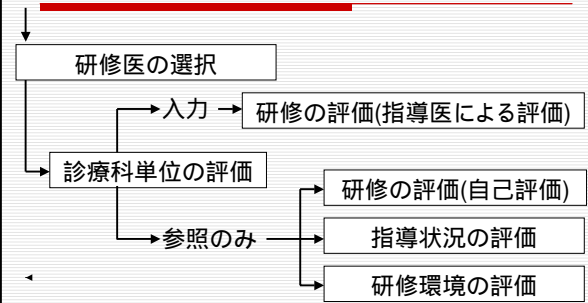 研修医の選択
入力
研修の評価(指導医による評価)
診療科単位の評価
研修の評価(自己評価)
参照のみ
指導状況の評価
研修環境の評価